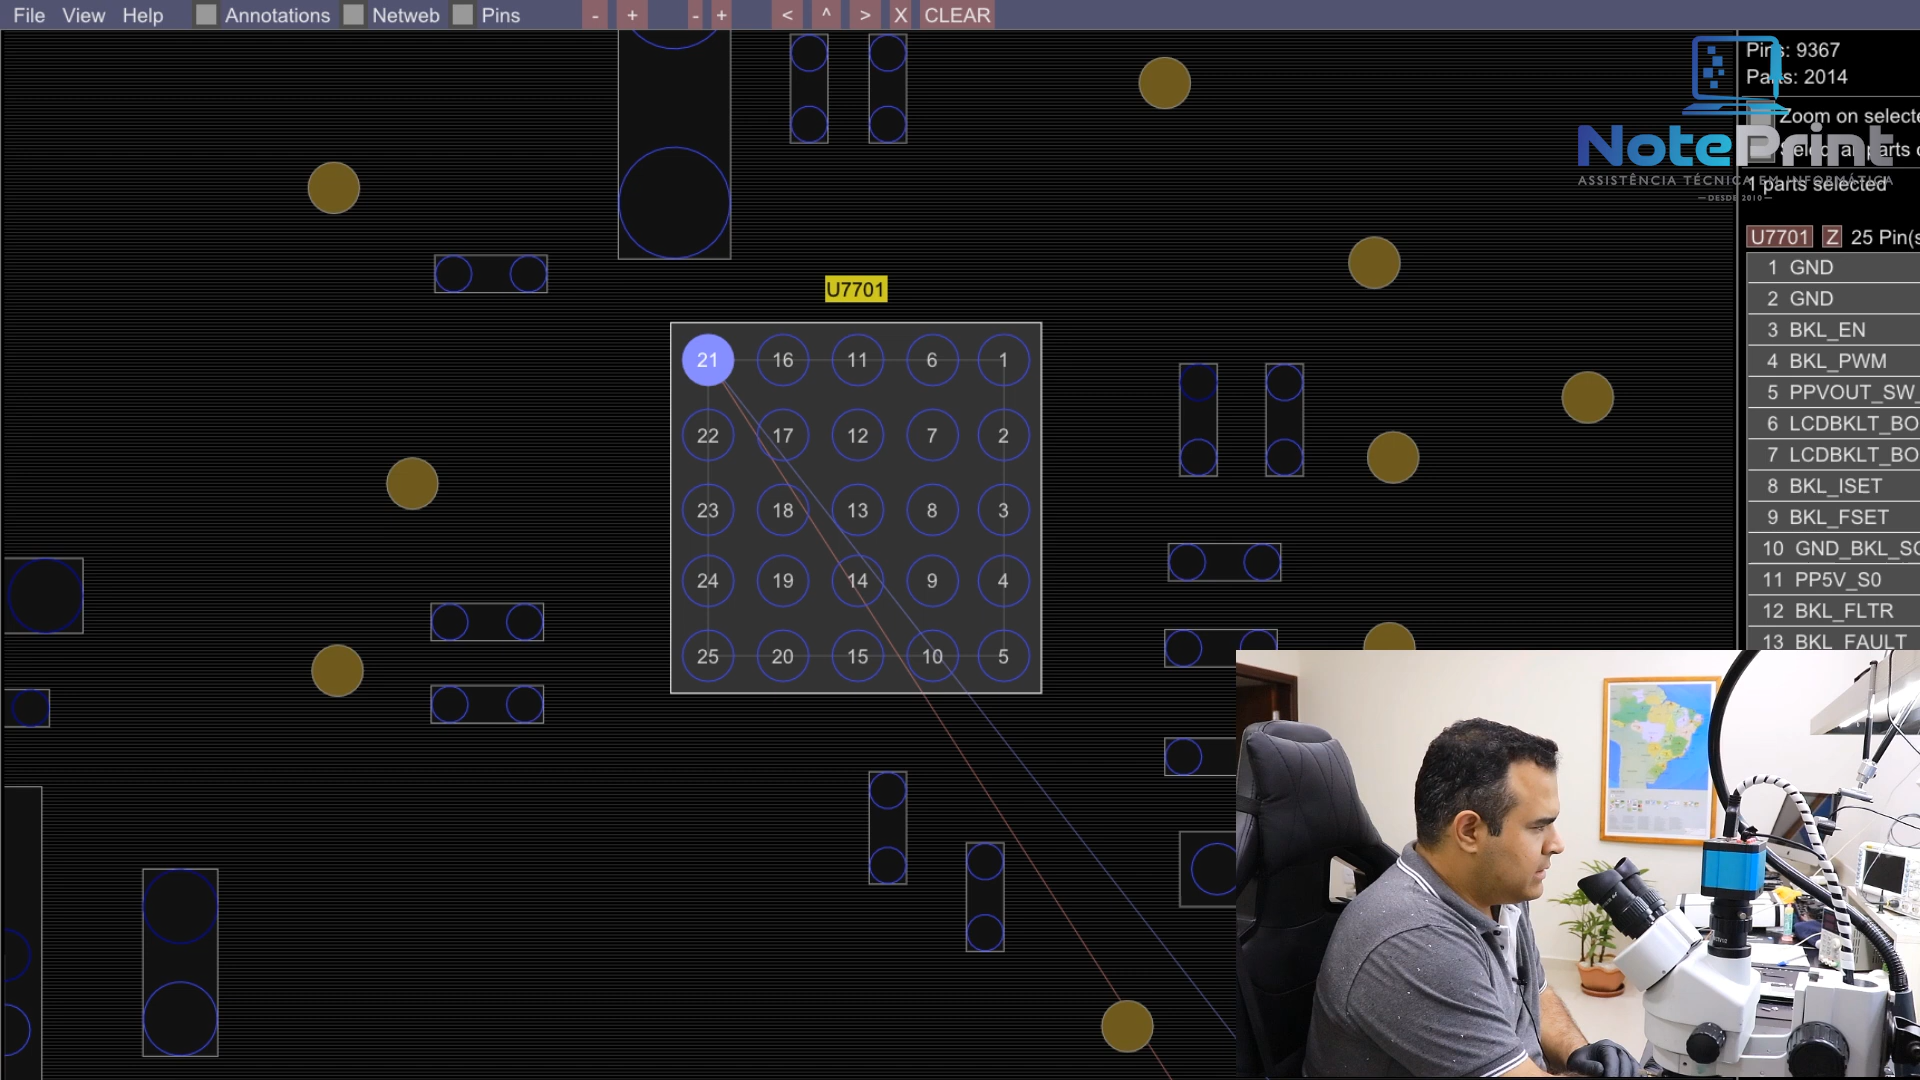 File View Help Annotations Netweb Pins - + - + < ^ > X CLEAR
Pins: 9367
Parts: 2014
Zoom on selecte
Select all parts o
1 parts selected
NotePrint
ASSISTÊNCIA TÉCNICA EM INFORMÁTICA
DESDE 2010
U7701 Z 25 Pin(s
1 GND
2 GND
3 BKL_EN
4 BKL_PWM
5 PPVOUT_SW_
6 LCDBKLT_BO
7 LCDBKLT_BO
8 BKL_ISET
9 BKL_FSET
10 GND_BKL_SG
11 PP5V_S0
12 BKL_FLTR
13 BKL_FAULT
U7701
21 16 11 6 1
22 17 12 7 2
23 18 13 8 3
24 19 14 9 4
25 20 15 10 5